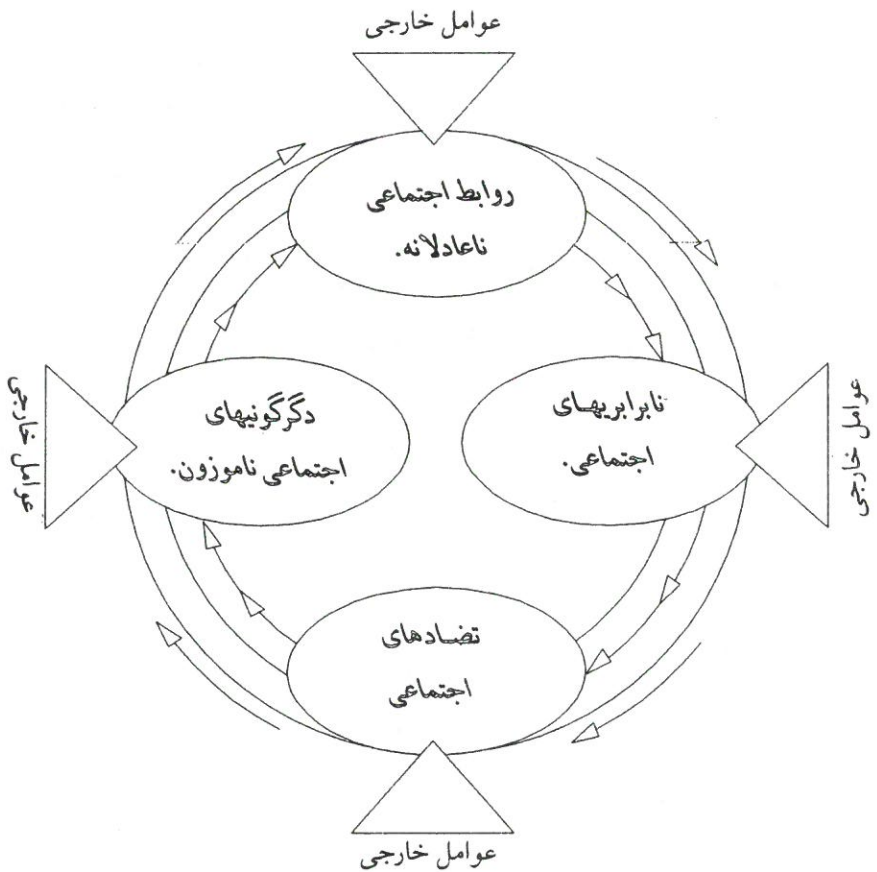 عوامل خارجی
روابط اجتماعی
ناعادلانه.
عوامل خارجی
نابرابریهای
اجتماعی.
دگرگونیهای
اجتماعی ناموزون.
عوامل خارجی
تضادهای
اجتماعی
عوامل خارجی